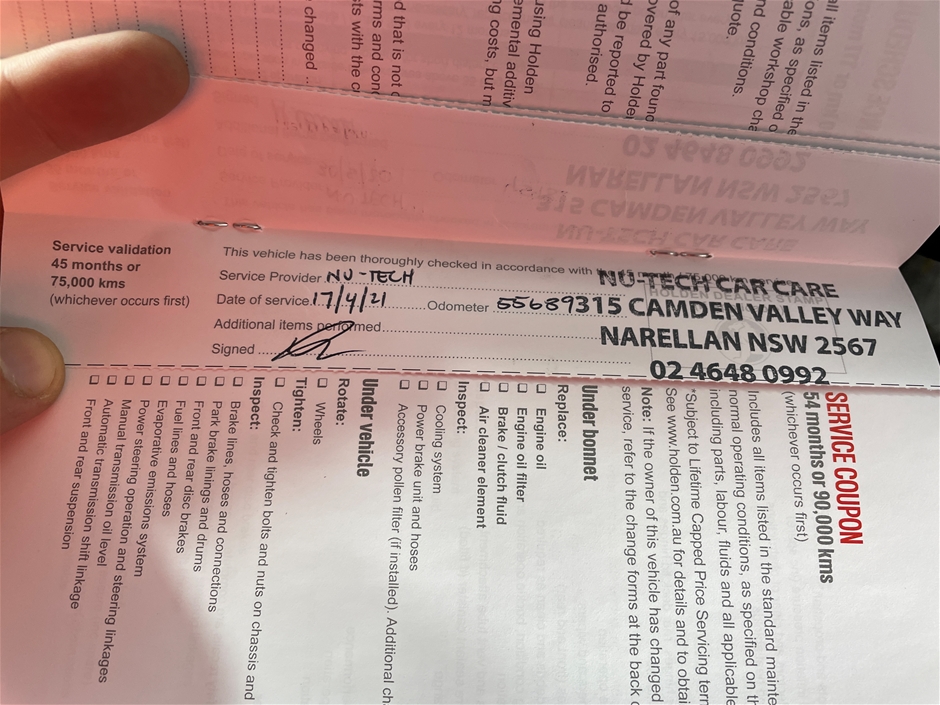 all items listed in the
ons, as specified
able workshop cha
nd conditions.
quote.
of any part found
overed by Holde
d be reported to
authorised.
using Holden
emental additiv
ng costs, but m
d that is not c
rms and con
sts with the c
changed
Service validation
45 months or
75,000 kms
(whichever occurs first)
This vehicle has been thoroughly checked in accordance with
Service Provider NU-TECH
Date of service 17/4/21 Odometer 55689
Additional items performed
Signed
NU-TECH CAR CARE
315 CAMDEN VALLEY WAY
NARELLAN NSW 2567
02 4648 0992
HOLDEN DEALER STAMP
SERVICE COUPON
54 months or 90,000 kms
(whichever occurs first)
Includes all items listed in the standard mainte
normal operating conditions, as specified on th
including parts, labour, fluids and all applicable
*Subject to Lifetime Capped Price Servicing term
See www.holden.com.au for details and to obtai
Note: If the owner of this vehicle has changed
service, refer to the change forms at the back o
Under bonnet
Replace:
Engine oil
Engine oil filter
Brake / clutch fluid
Air cleaner element
Inspect:
Cooling system
Power brake unit and hoses
Accessory pollen filter (if installed). Additional ch
Under vehicle
Rotate:
Wheels
Tighten:
Check and tighten bolts and nuts on chassis and
Inspect:
Brake lines, hoses and connections
Park brake linings and drums
Front and rear disc brakes
Fuel lines and hoses
Evaporative emissions system
Power steering system
Manual transmission operation and steering linkages
Automatic transmission oil level
Automatic transmission shift linkage
Front and rear suspension